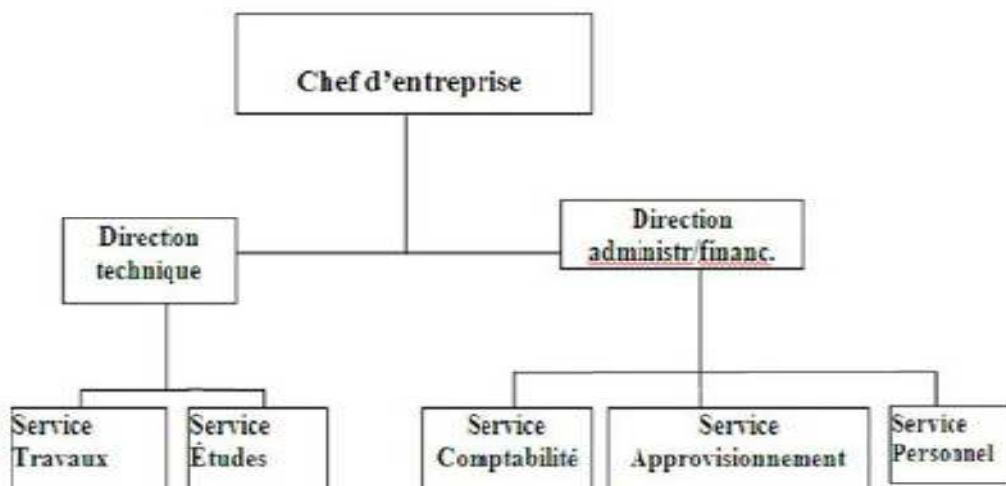 Chef d'entreprise
Direction
technique
Direction
administr/financ.
Service
Travaux
Service
Études
Service
Comptabilité
Service
Approvisionnement
Service
Personnel